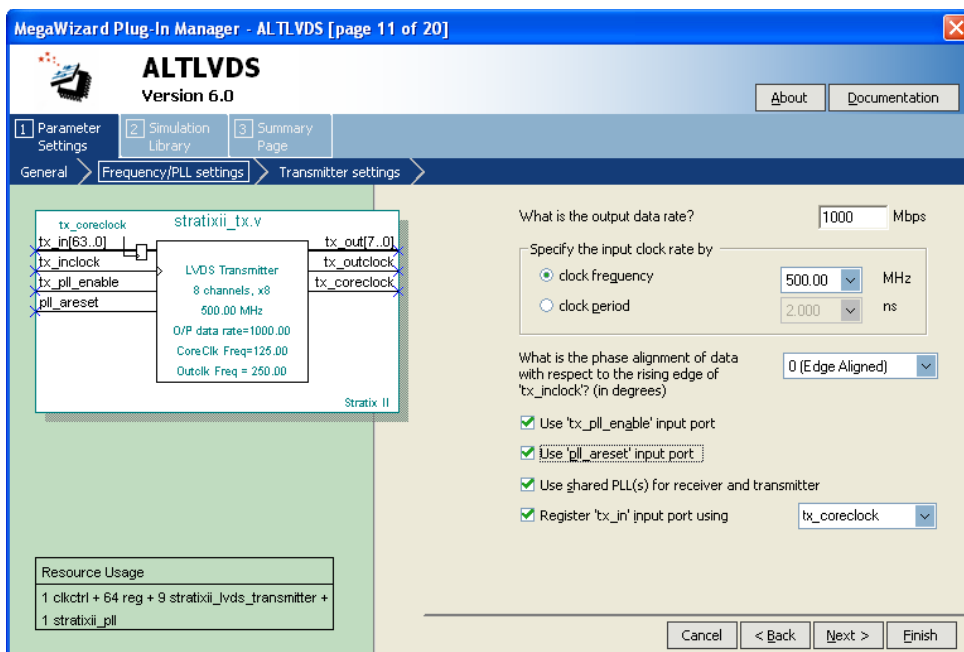 MegaWizard Plug-In Manager - ALTLVDS [page 11 of 20]
ALTLVDS
Version 6.0
About
Documentation
1 Parameter Settings
2 Simulation Library
3 Summary Page
General
Frequency/PLL settings
Transmitter settings
tx_coreclock
stratixii_tx.v
tx_in[63..0]
tx_out[7..0]
tx_inclock
tx_outclock
tx_pll_enable
tx_coreclock
pll_areset
LVDS Transmitter
8 channels, x8
500.00 MHz
O/P data rate=1000.00
CoreClk Freq=125.00
Outclk Freq = 250.00
Stratix II
What is the output data rate? 1000 Mbps
Specify the input clock rate by
clock frequency 500.00 MHz
clock period 2.000 ns
What is the phase alignment of data
with respect to the rising edge of
'tx_inclock'? (in degrees)
0 (Edge Aligned)
Use 'tx_pll_enable' input port
Use 'pll_areset' input port
Use shared PLL(s) for receiver and transmitter
Register 'tx_in' input port using tx_coreclock
Resource Usage
1 clkctrl + 64 reg + 9 stratixii_lvds_transmitter +
1 stratixii_pll
Cancel
< Back
Next >
Finish